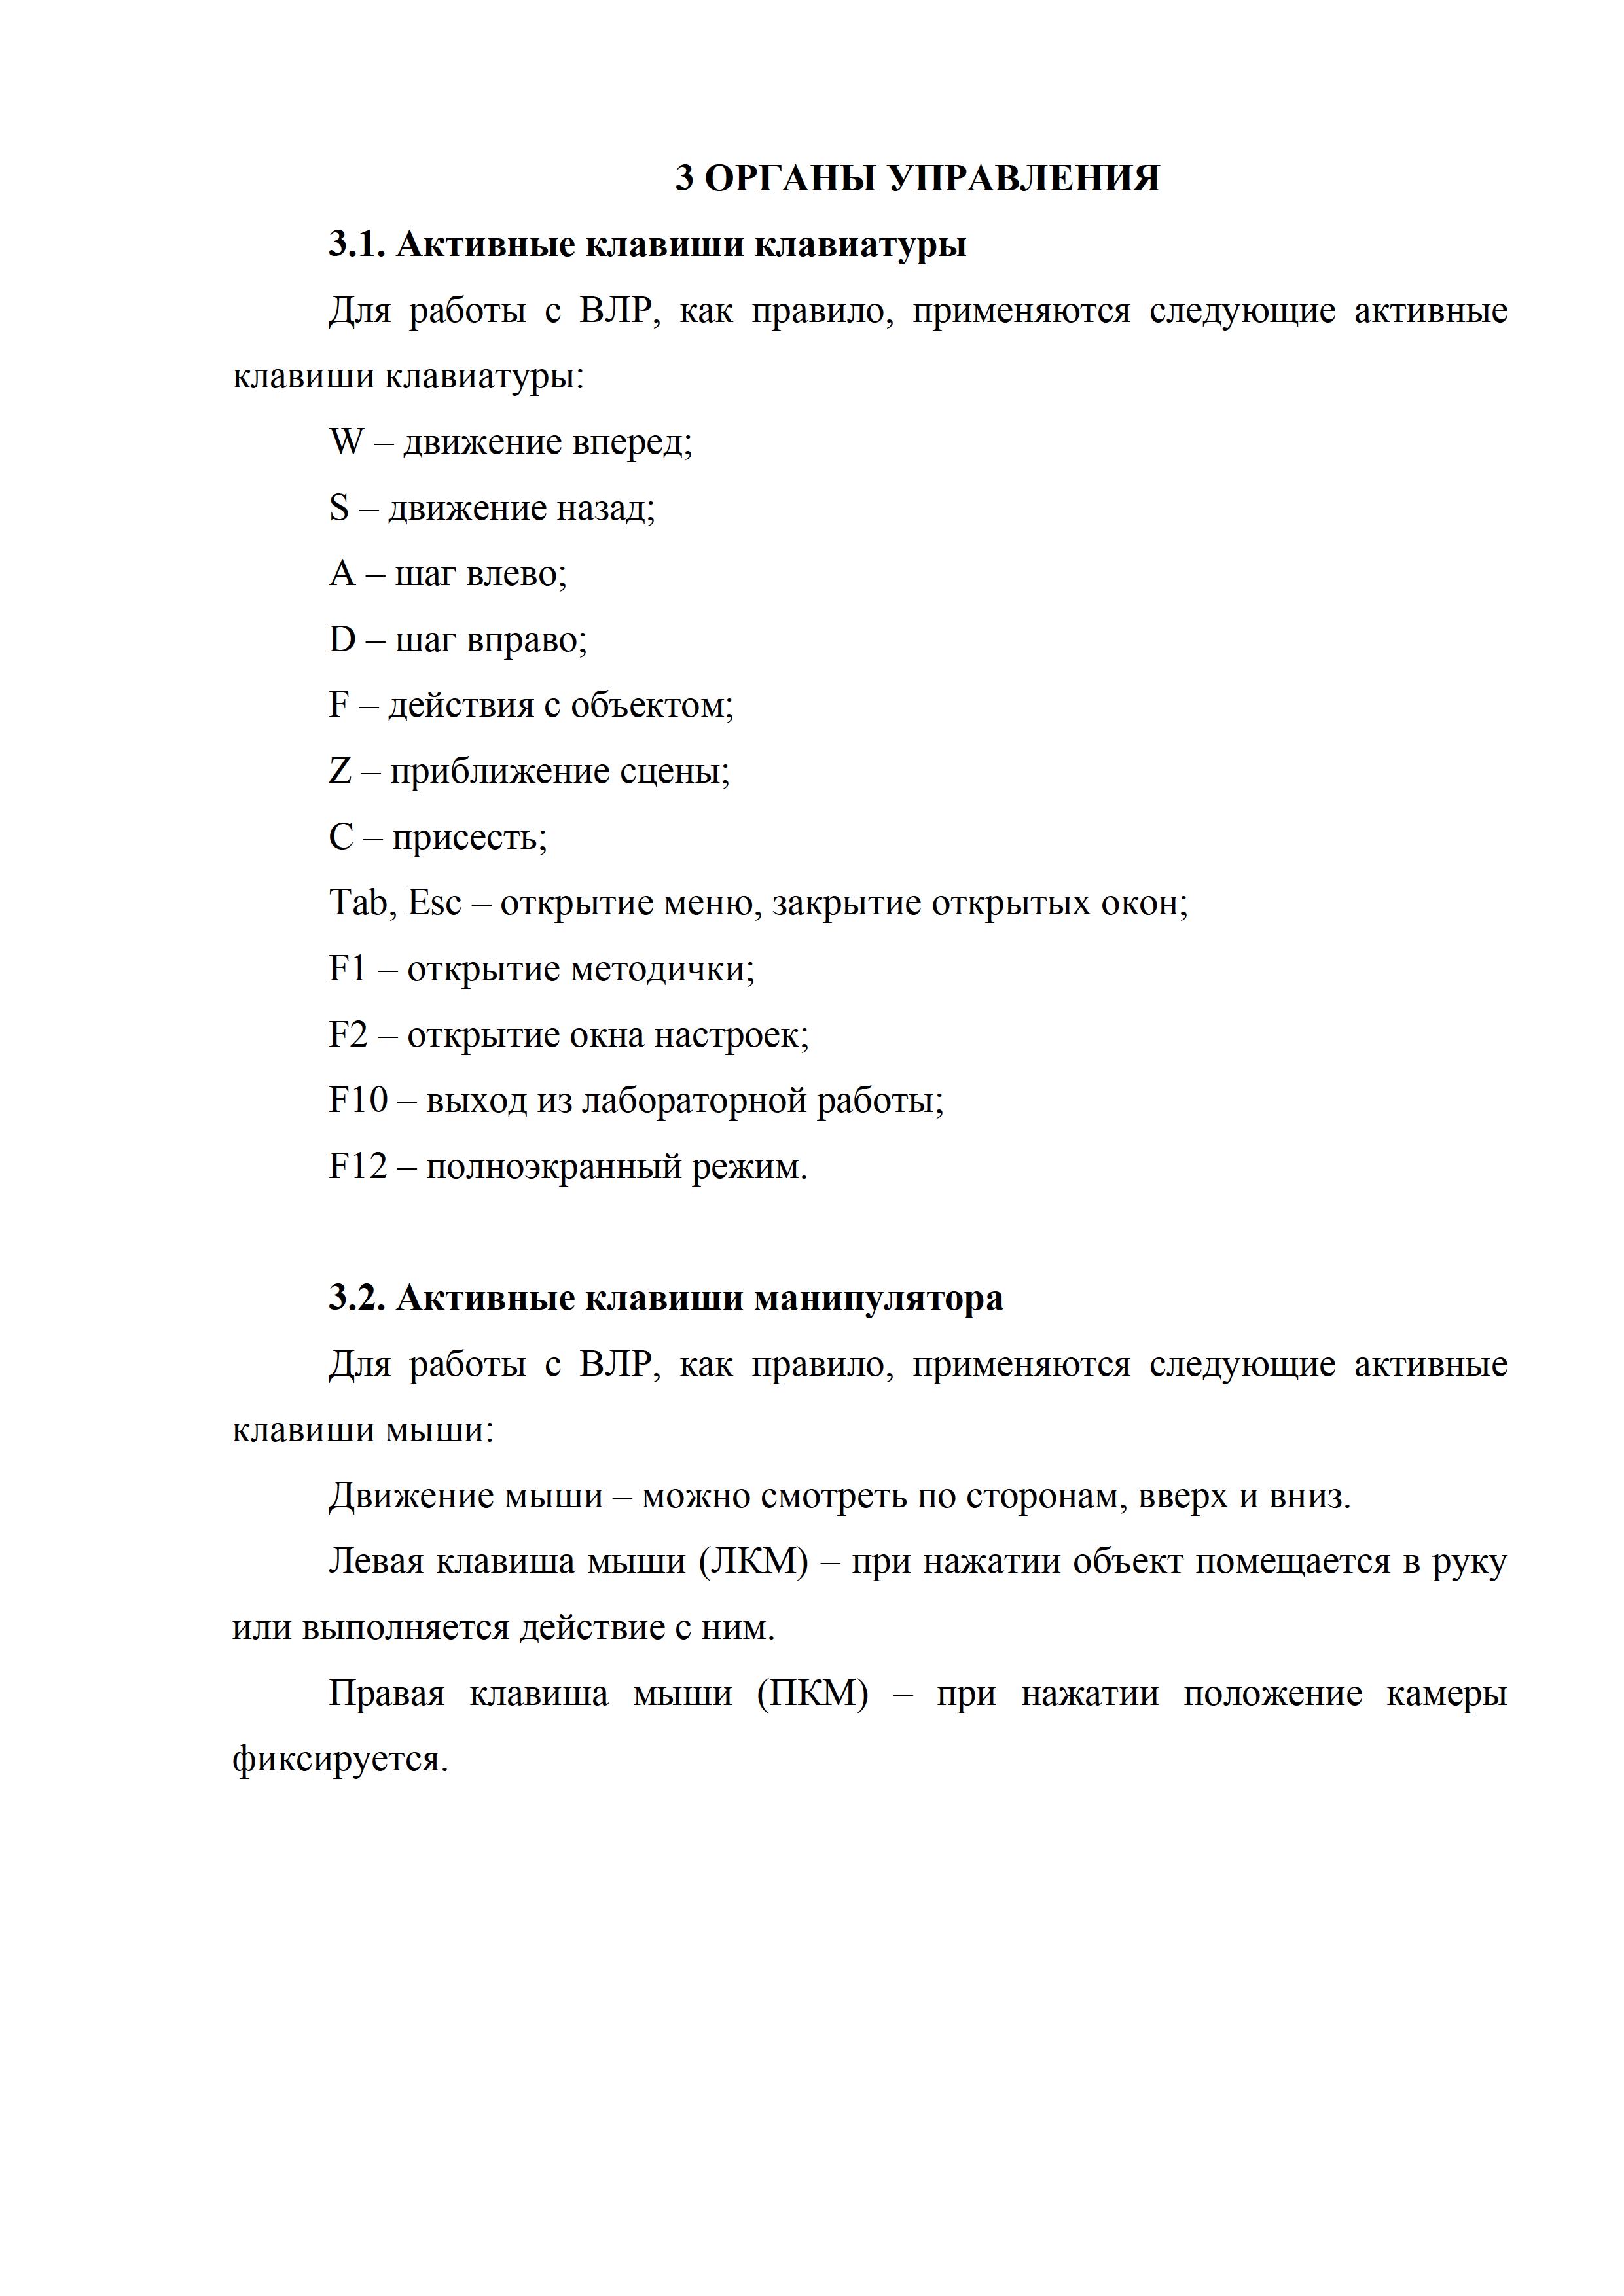 3 ОРГАНЫ УПРАВЛЕНИЯ
3.1. Активные клавиши клавиатуры
Для работы с ВЛР, как правило, применяются следующие активные
клавиши клавиатуры:
W – движение вперед;
S – движение назад;
A – шаг влево;
D – шаг вправо;
F – действия с объектом;
Z – приближение сцены;
C – присесть;
Tab, Esc – открытие меню, закрытие открытых окон;
F1 – открытие методички;
F2 – открытие окна настроек;
F10 – выход из лабораторной работы;
F12 – полноэкранный режим.
3.2. Активные клавиши манипулятора
Для работы с ВЛР, как правило, применяются следующие активные
клавиши мыши:
Движение мыши – можно смотреть по сторонам, вверх и вниз.
Левая клавиша мыши (ЛКМ) – при нажатии объект помещается в руку
или выполняется действие с ним.
Правая клавиша мыши (ПКМ) – при нажатии положение камеры
фиксируется.